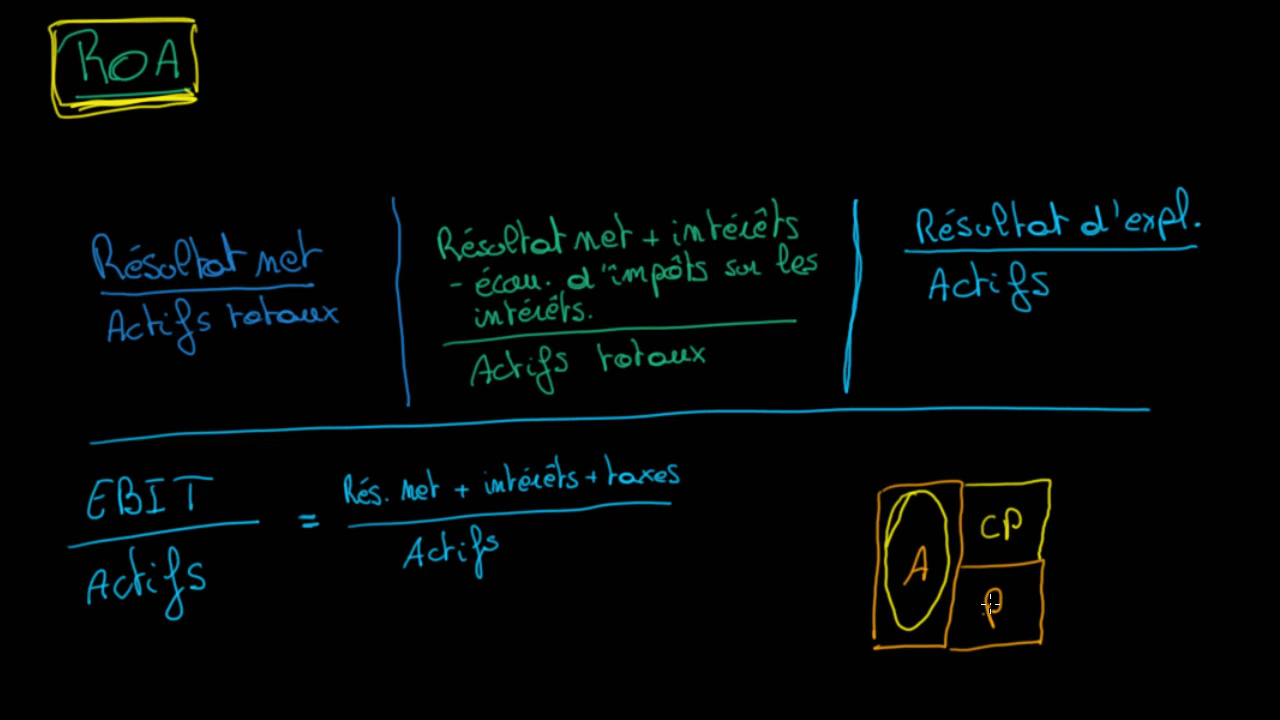 ROA
Résultat net
Actifs totaux
Résultat net + intérêts
- écon. d'impôts sur les
intérêts.
Actifs totaux
Résultat d'expl.
Actifs
EBIT
Actifs
=
Rés. net + intérêts + taxes
Actifs
A
CP
P